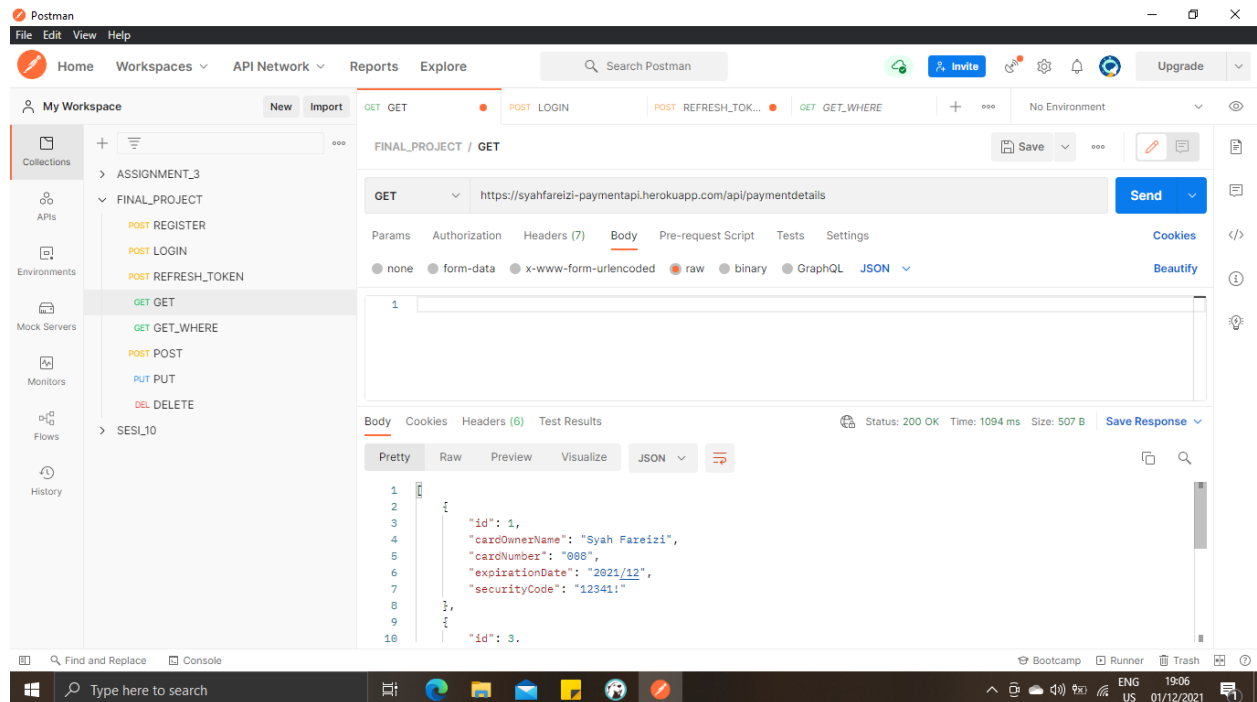 Postman
File Edit View Help
Home Workspaces API Network Reports Explore Search Postman Invite Upgrade
My Workspace New Import GET GET POST LOGIN POST REFRESH_TOK... GET GET_WHERE No Environment
Collections
APIs
Environments
Mock Servers
Monitors
Flows
History
ASSIGNMENT_3
FINAL_PROJECT
POST REGISTER
POST LOGIN
POST REFRESH_TOKEN
GET GET
GET GET_WHERE
POST POST
PUT PUT
DEL DELETE
SESI_10
FINAL_PROJECT / GET Save
GET https://syahfareizi-paymentapi.herokuapp.com/api/paymentdetails Send
Params Authorization Headers (7) Body Pre-request Script Tests Settings Cookies
none form-data x-www-form-urlencoded raw binary GraphQL JSON Beautify
1
Body Cookies Headers (6) Test Results Status: 200 OK Time: 1094 ms Size: 507 B Save Response
Pretty Raw Preview Visualize JSON
1 [
2 {
3 "id": 1,
4 "cardOwnerName": "Syah Fareizi",
5 "cardNumber": "008",
6 "expirationDate": "2021/12",
7 "securityCode": "12341!"
8 },
9 {
10 "id": 3,
Find and Replace Console Bootcamp Runner Trash
Type here to search ENG 19:06
US 01/12/2021